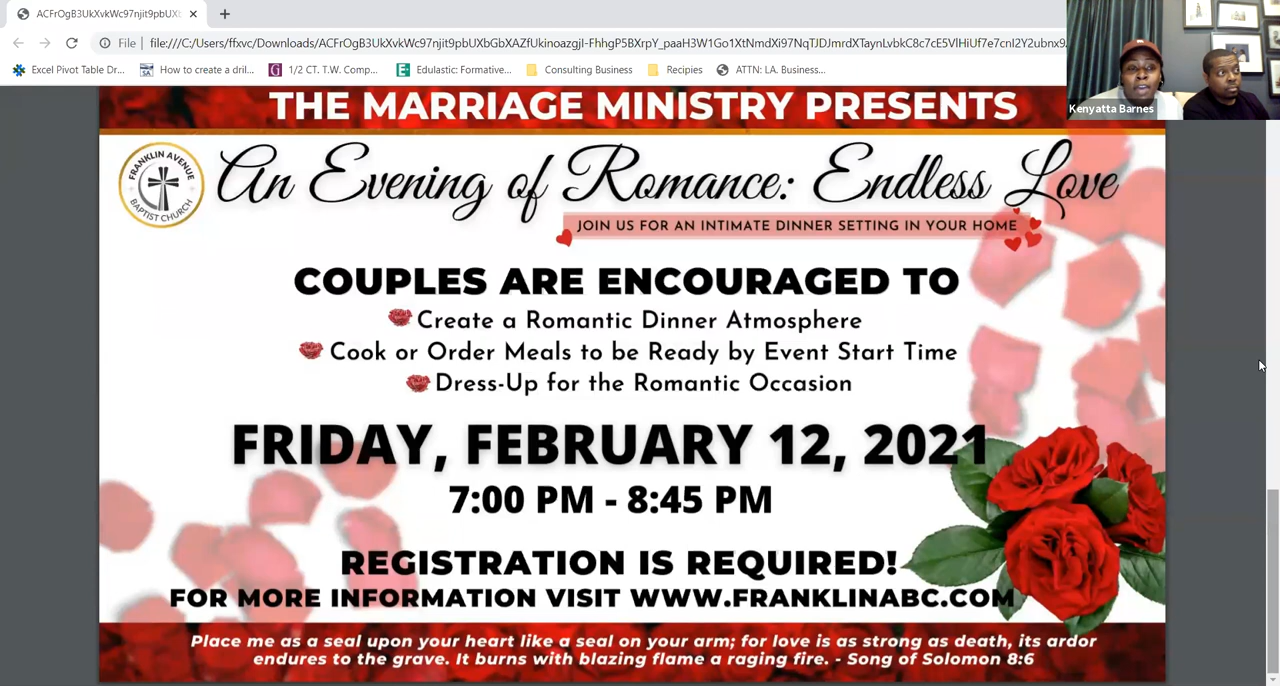 ACFrOgB3UkXvkWc97njit9pbUXb
File
file:///C:/Users/ffxvc/Downloads/ACFrOgB3UkXvkWc97njit9pbUXbGbXAZfUkinoazgjI-FhhgP5BXrpY_paaH3W1Go1XtNmdXi97NqTJDJmrdXTaynLvbkC8c7cE5VlHiUf7e7cnI2Y2ubnx9
Excel Pivot Table Dr...
How to create a dril...
1/2 CT. T.W. Comp...
Edulastic: Formative...
Consulting Business
Recipies
ATTN: LA. Business...
Kenyatta Barnes
THE MARRIAGE MINISTRY PRESENTS
FRANKLIN AVENUE
BAPTIST CHURCH
An Evening of Romance: Endless Love
JOIN US FOR AN INTIMATE DINNER SETTING IN YOUR HOME
COUPLES ARE ENCOURAGED TO
Create a Romantic Dinner Atmosphere
Cook or Order Meals to be Ready by Event Start Time
Dress-Up for the Romantic Occasion
FRIDAY, FEBRUARY 12, 2021
7:00 PM - 8:45 PM
REGISTRATION IS REQUIRED!
FOR MORE INFORMATION VISIT WWW.FRANKLINABC.COM
Place me as a seal upon your heart like a seal on your arm; for love is as strong as death, its ardor
endures to the grave. It burns with blazing flame a raging fire. - Song of Solomon 8:6